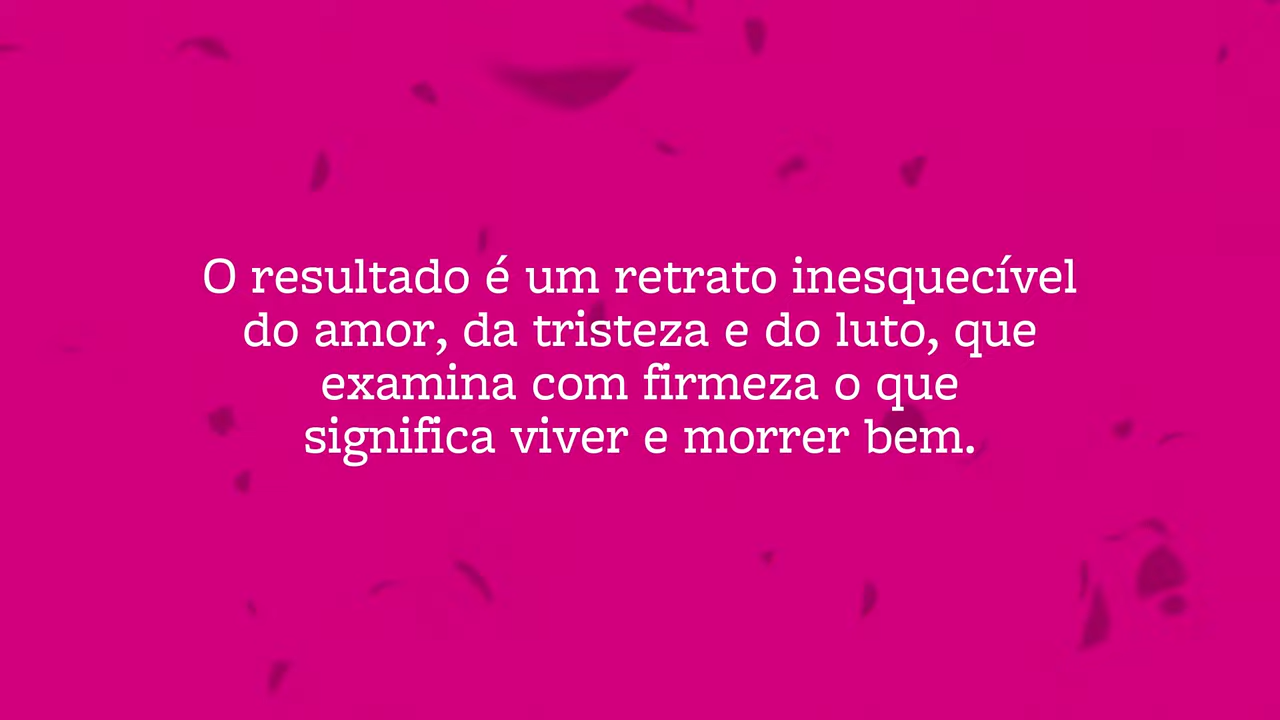 O resultado é um retrato inesquecível
do amor, da tristeza e do luto, que
examina com firmeza o que
significa viver e morrer bem.